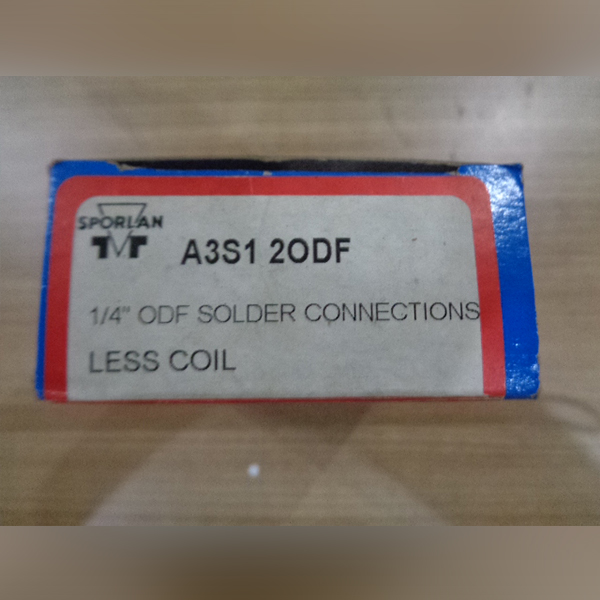 SPORLAN
A3S1 2ODF
1/4" ODF SOLDER CONNECTIONS
LESS COIL